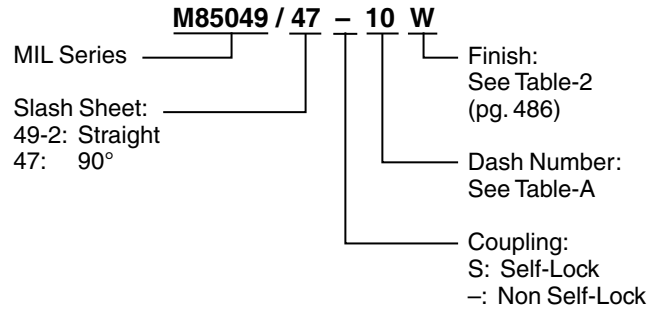 M85049 / 47 – 10 W
MIL Series
Slash Sheet:
49-2: Straight
47: 90°
Finish:
See Table-2
(pg. 486)
Dash Number:
See Table-A
Coupling:
S: Self-Lock
–: Non Self-Lock